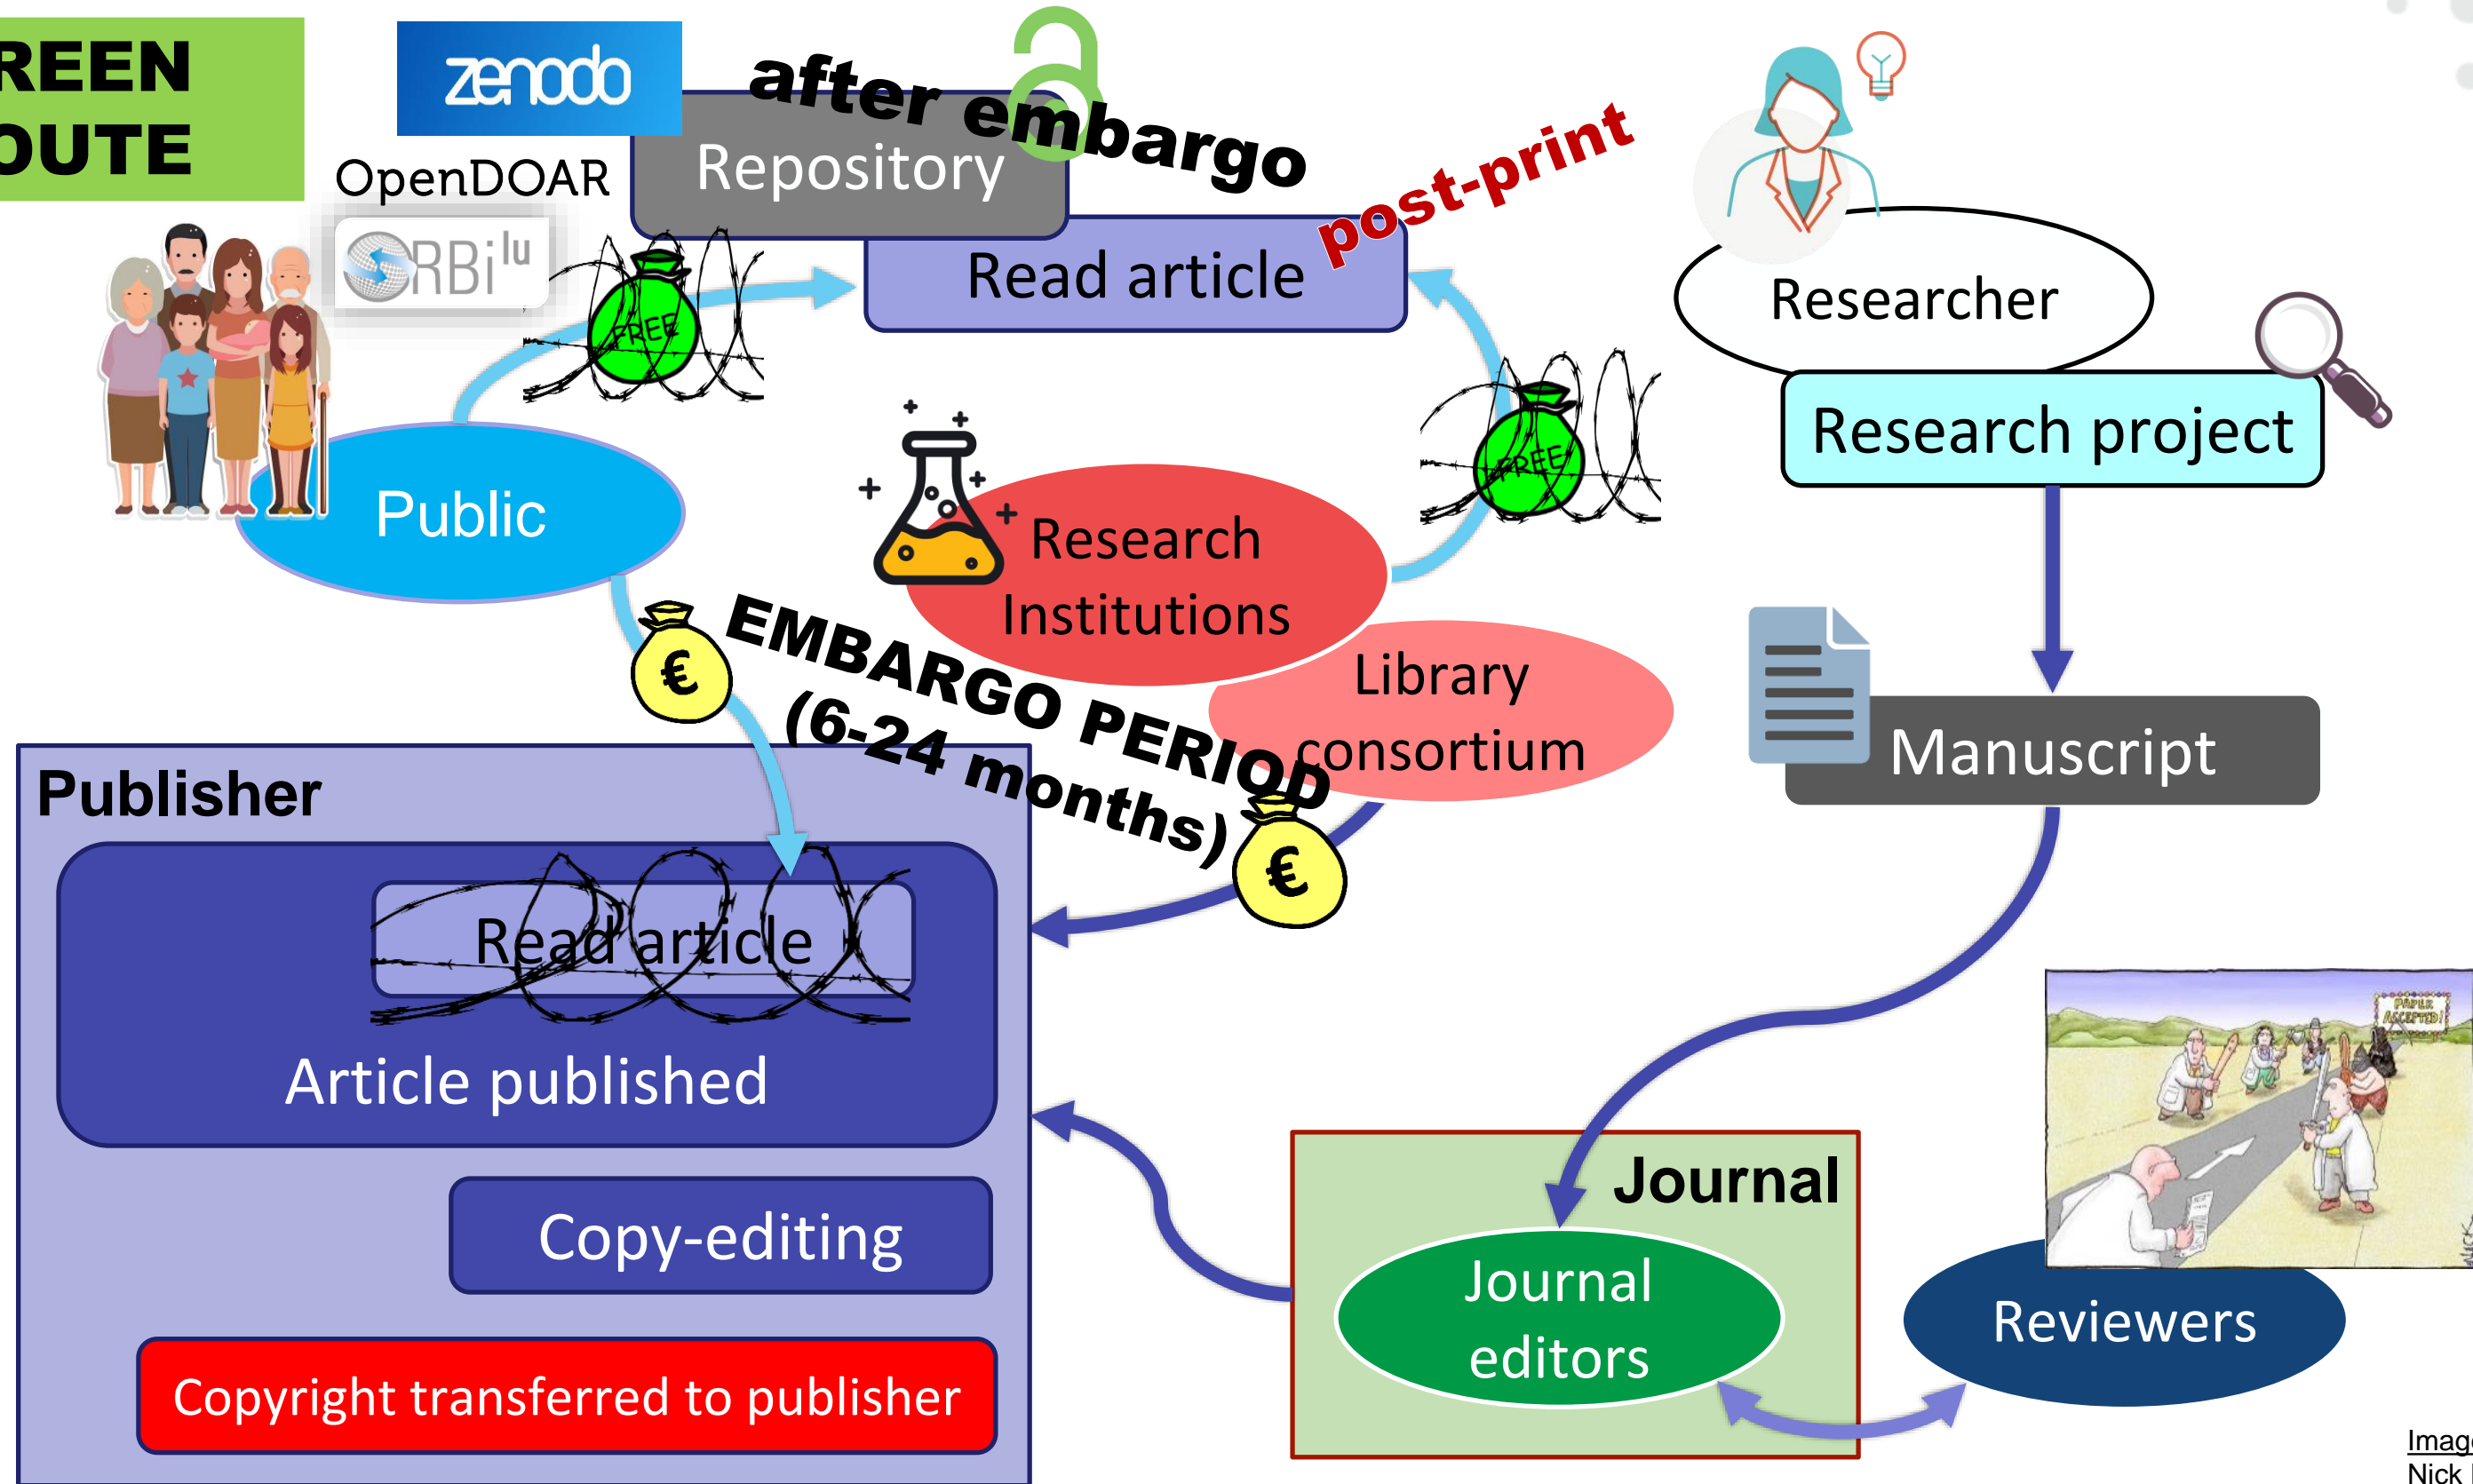 REEN
OUTE
zenodo
OpenDOAR
ORBi lu
after embargo
Repository
post-print
Read article
FREE
FREE
Researcher
Research project
Public
Research
Institutions
Library
consortium
EMBARGO PERIOD
(6-24 months)
€
€
Manuscript
Publisher
Read article
Article published
Copy-editing
Copyright transferred to publisher
Journal
Journal
editors
PAPER
ACCEPTED!
Reviewers
Image
Nick